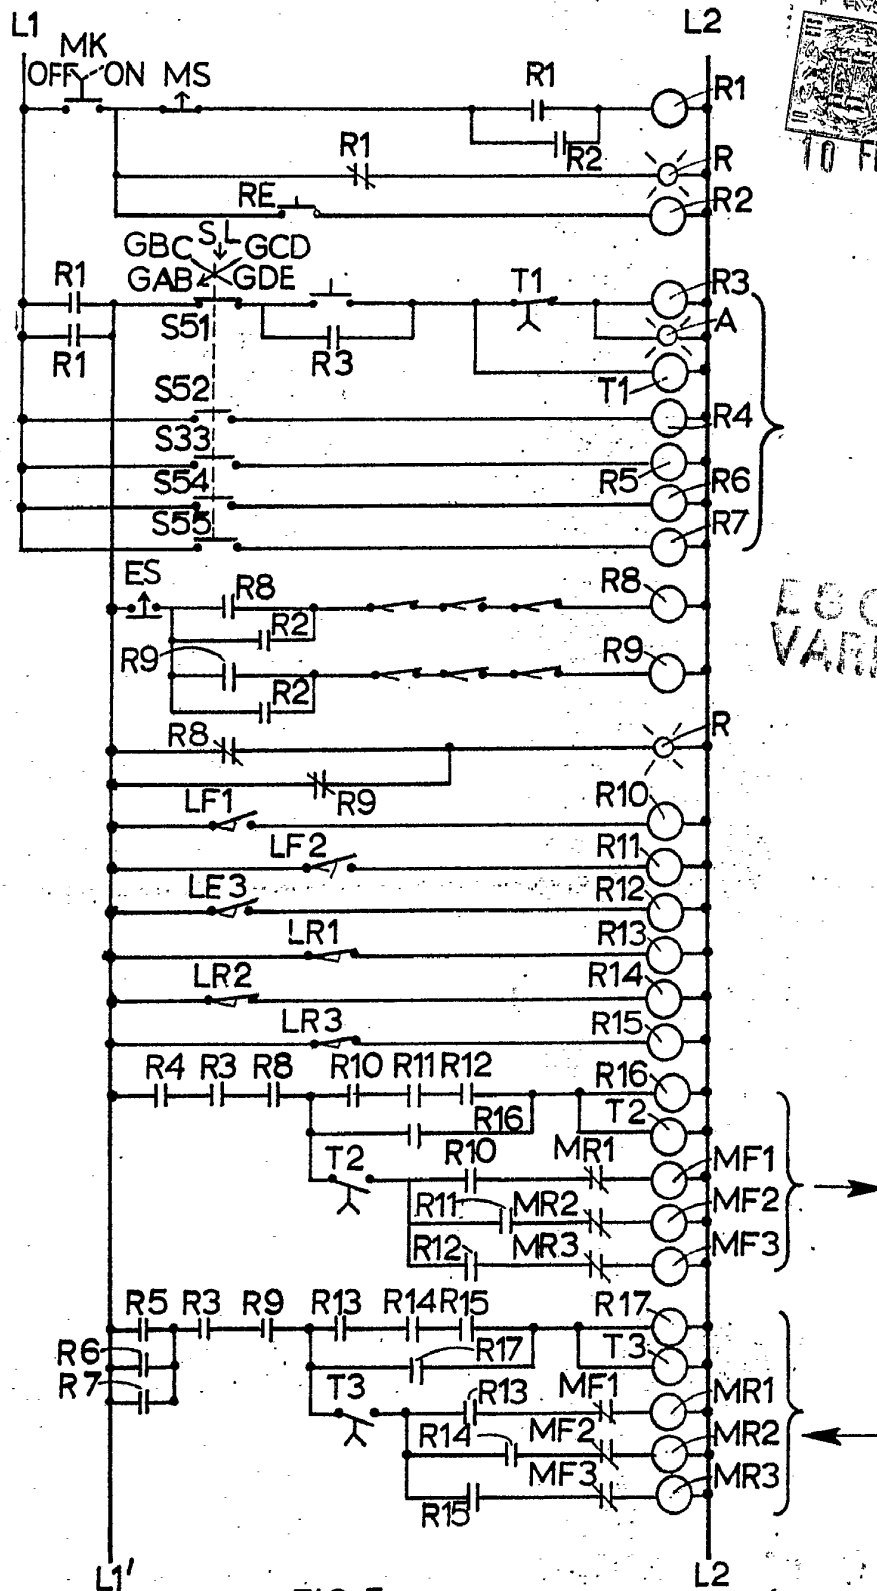 L1 L2
MK
OFF ON MS R1 R1
R2
R1 R
RE R2
SL
GBC GCD
GAB GDE
R1 T1 R3
S51 A
R1 R3
T1
S52 R4
S33
R5
S54 R6
S55 R7
ES R8 R8
R2
R9 R9
R2
R8 R
R9
LF1 R10
LF2 R11
LE3 R12
LR1 R13
LR2 R14
LR3 R15
R4 R3 R8 R10 R11 R12 R16
R16 T2
T2 R10 MR1 MF1
R11 MR2 MF2
R12 MR3 MF3
R5 R3 R9 R13 R14 R15 R17
R6 R17 T3
R7 T3 R13 MF1 MR1
R14 MF2 MR2
R15 MF3 MR3
L1' L2